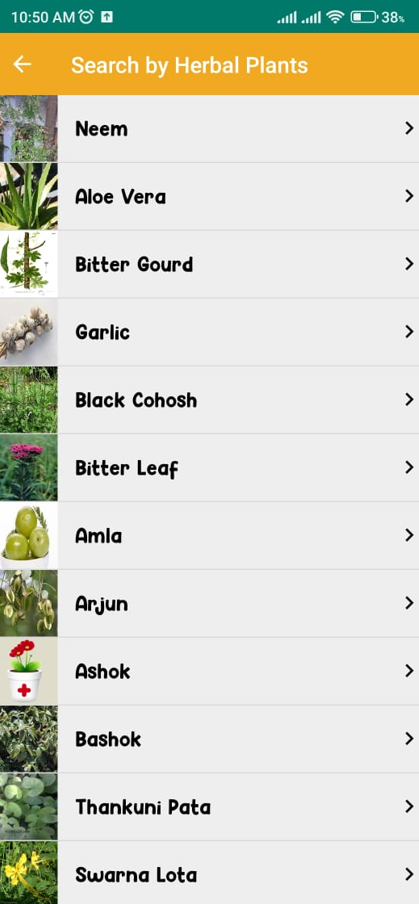 10:50 AM
38%
Search by Herbal Plants
Neem
Aloe Vera
Bitter Gourd
Garlic
Black Cohosh
Bitter Leaf
Amla
Arjun
Ashok
Bashok
Thankuni Pata
Swarna Lota